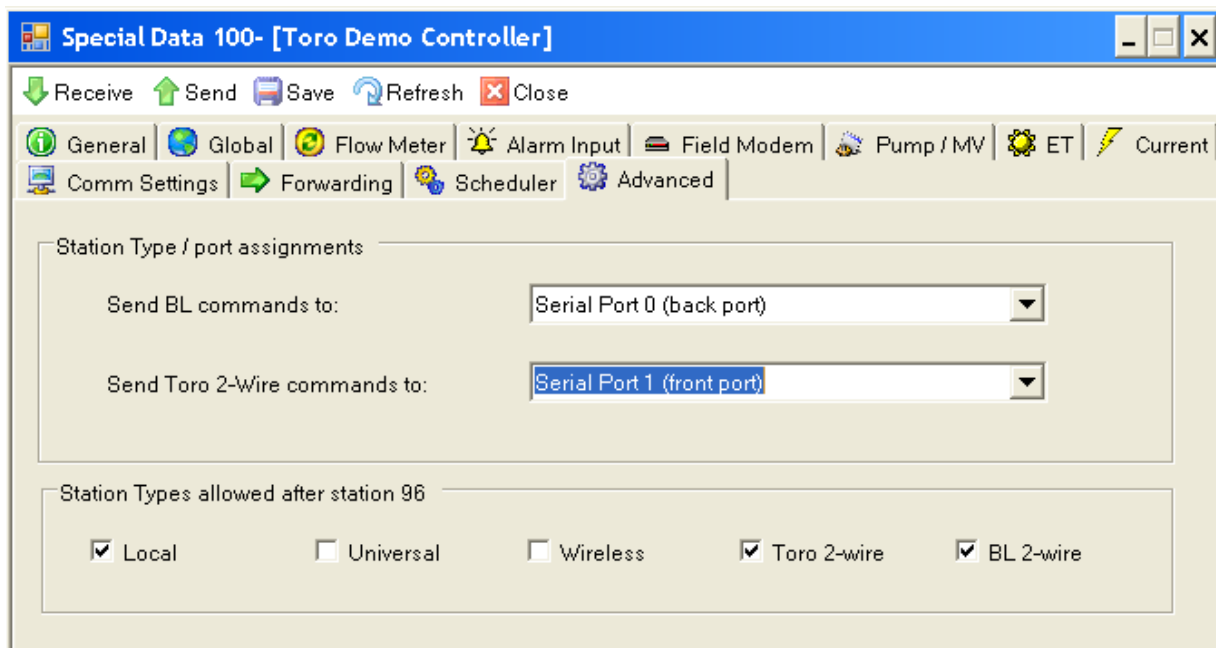 Special Data 100- [Toro Demo Controller]
Receive Send Save Refresh Close
General Global Flow Meter Alarm Input Field Modem Pump / MV ET Current
Comm Settings Forwarding Scheduler Advanced
Station Type / port assignments
Send BL commands to: Serial Port 0 (back port)
Send Toro 2-Wire commands to: Serial Port 1 (front port)
Station Types allowed after station 96
Local Universal Wireless Toro 2-wire BL 2-wire